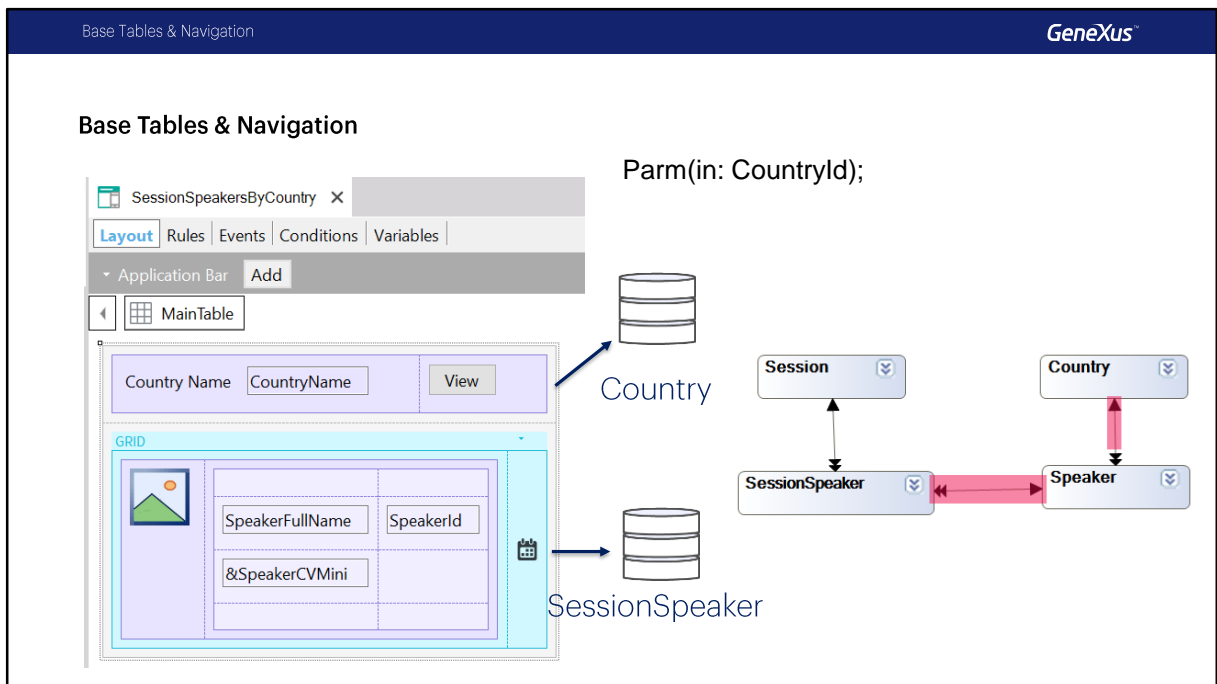 Base Tables & Navigation
GeneXus™
Base Tables & Navigation
Parm(in: CountryId);
SessionSpeakersByCountry
Layout Rules Events Conditions Variables
Application Bar Add
MainTable
Country Name CountryName View
Country
GRID
SpeakerFullName SpeakerId
&SpeakerCVMini
SessionSpeaker
Session
Country
SessionSpeaker
Speaker